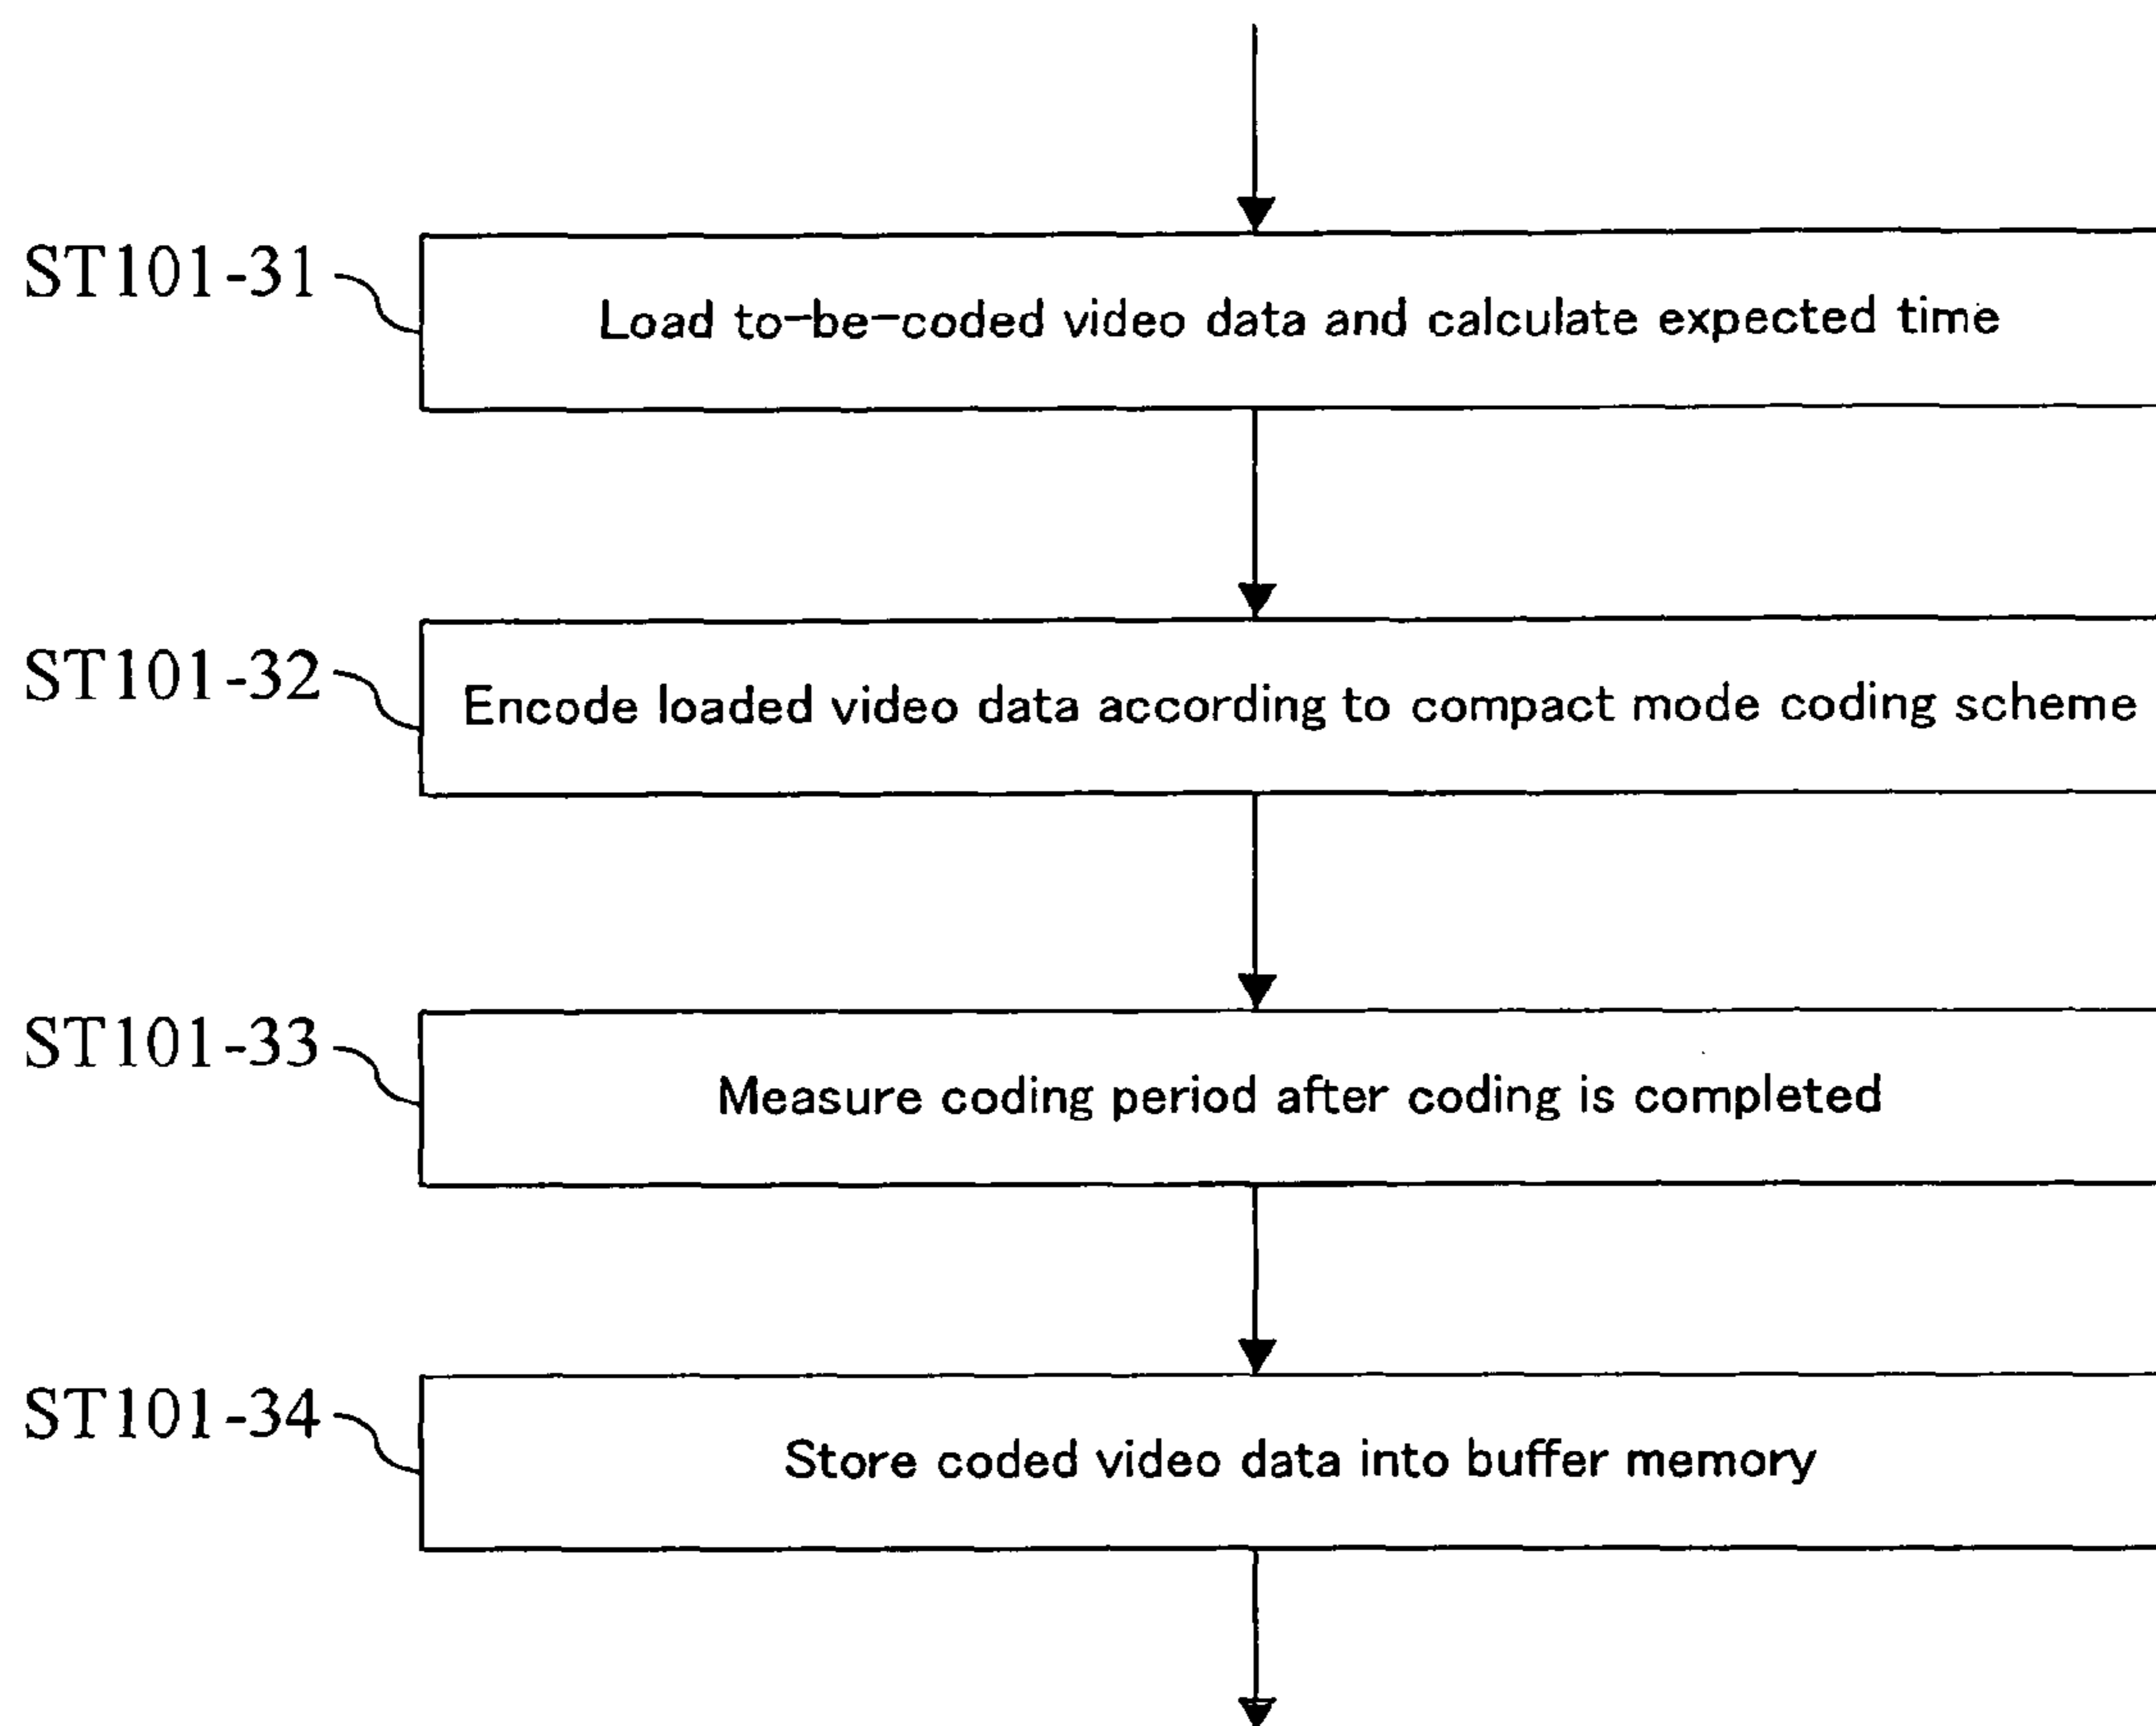 ST101-31
Load to-be-coded video data and calculate expected time
ST101-32
Encode loaded video data according to compact mode coding scheme
ST101-33
Measure coding period after coding is completed
ST101-34
Store coded video data into buffer memory